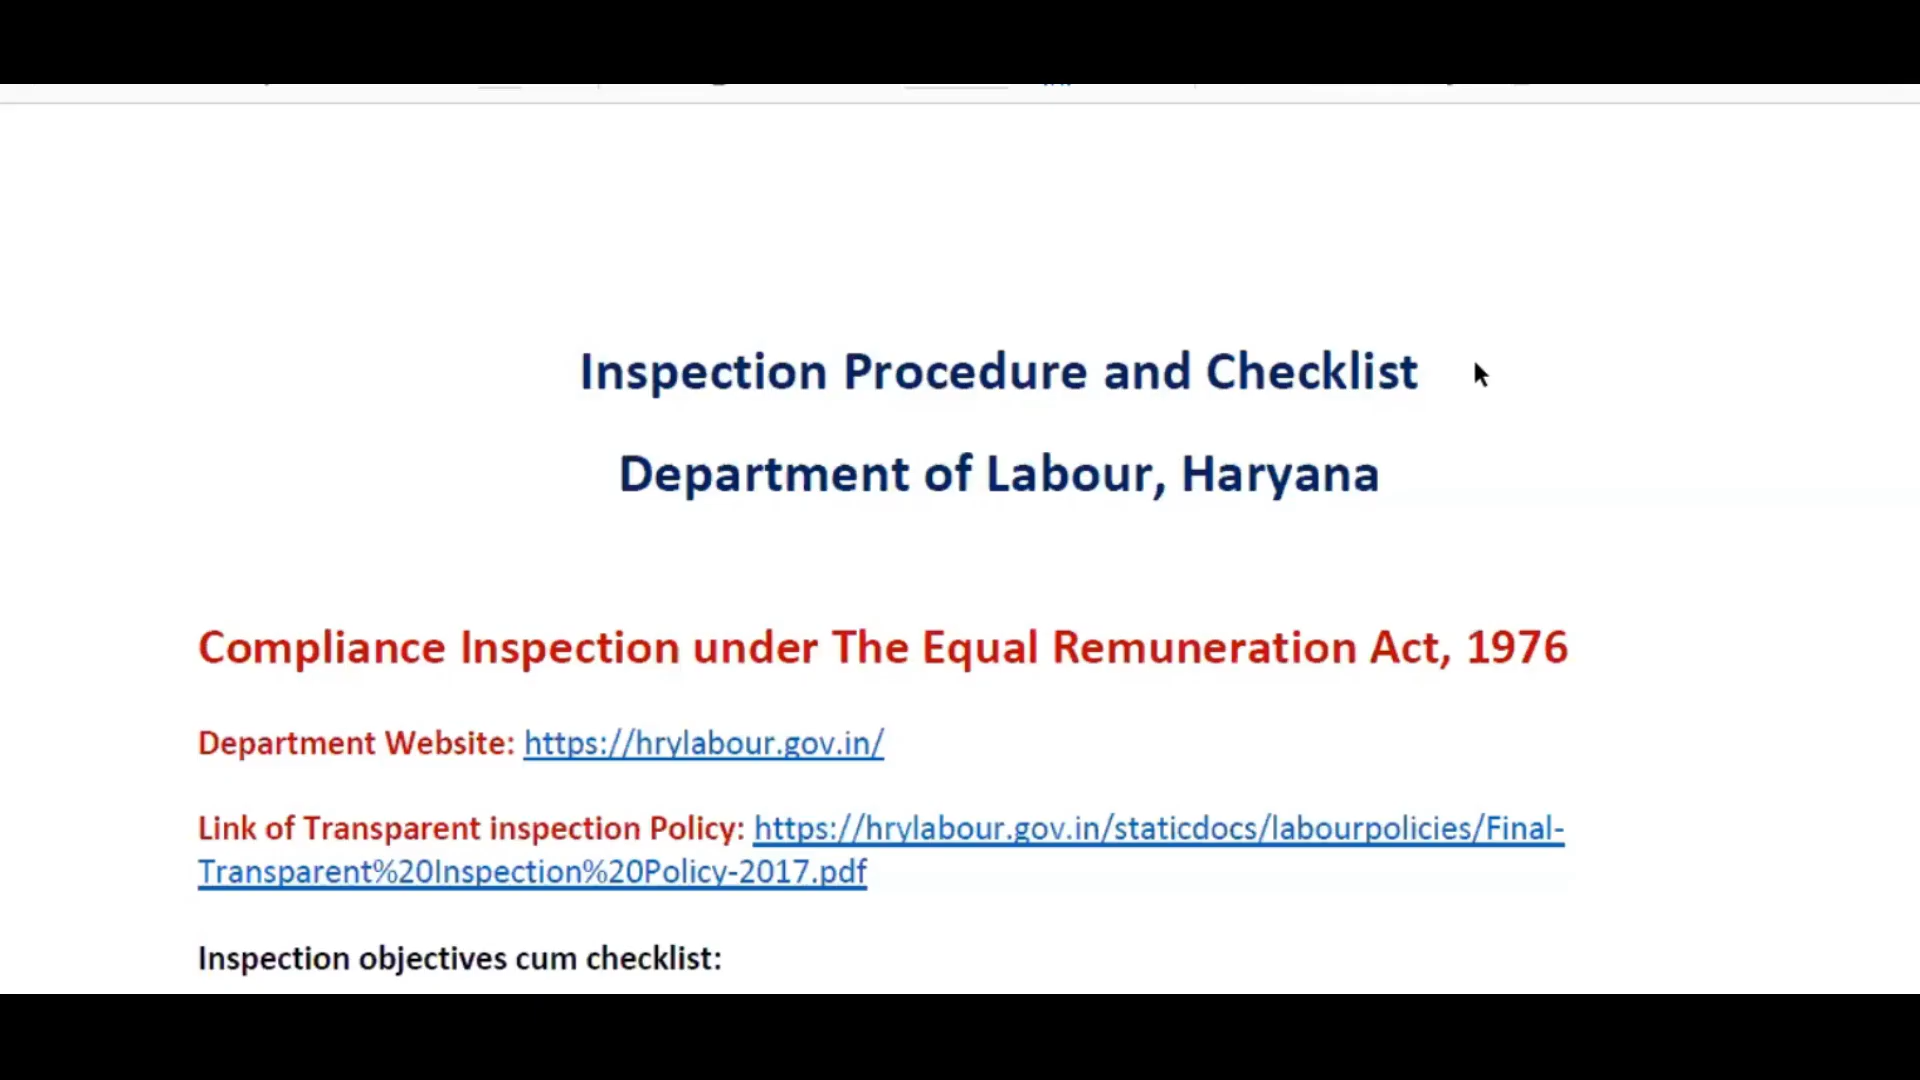 Inspection Procedure and Checklist
Department of Labour, Haryana
Compliance Inspection under The Equal Remuneration Act, 1976
Department Website: https://hrylabour.gov.in/
Link of Transparent inspection Policy: https://hrylabour.gov.in/staticdocs/labourpolicies/Final-
Transparent%20Inspection%20Policy-2017.pdf
Inspection objectives cum checklist: